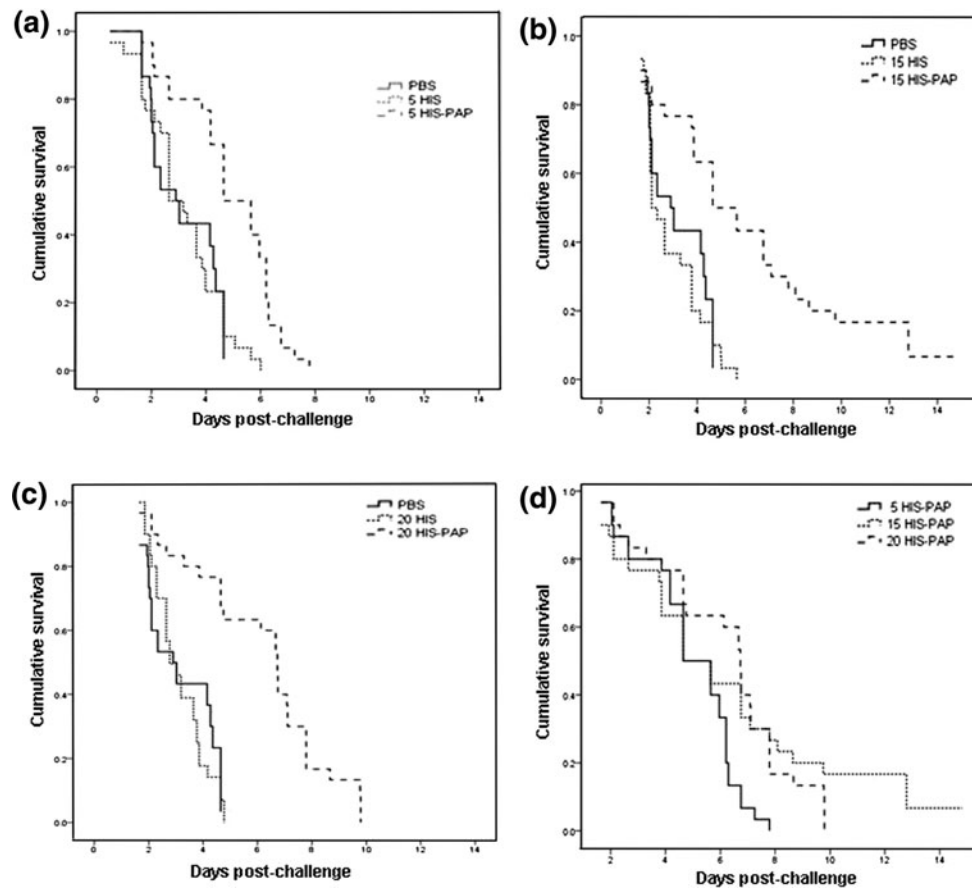 (a)
PBS
5 HIS
5 HIS-PAP
Cumulative survival
1.0
0.8
0.6
0.4
0.2
0.0
0 2 4 6 8 10 12 14
Days post-challenge
(b)
PBS
15 HIS
15 HIS-PAP
Cumulative survival
1.0
0.8
0.6
0.4
0.2
0.0
0 2 4 6 8 10 12 14
Days post-challenge
(c)
PBS
20 HIS
20 HIS-PAP
Cumulative survival
1.0
0.8
0.6
0.4
0.2
0.0
0 2 4 6 8 10 12 14
Days post-challenge
(d)
5 HIS-PAP
15 HIS-PAP
20 HIS-PAP
Cumulative survival
1.0
0.8
0.6
0.4
0.2
0.0
2 4 6 8 10 12 14
Days post-challenge